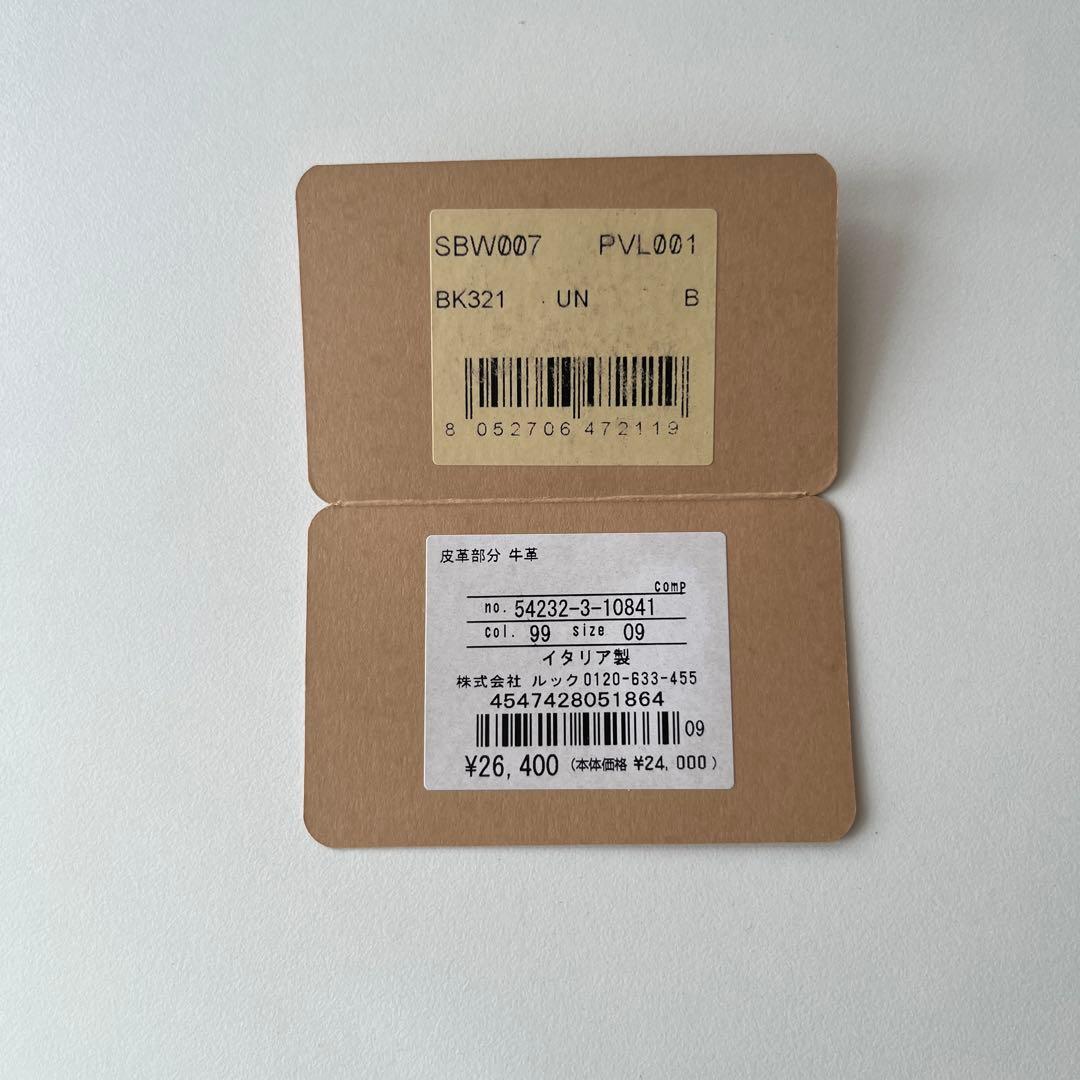 SBW007 PVL001
BK321 UN B
8 052706 472119
皮革部分 牛革
comp
no. 54232-3-10841
col. 99 size 09
イタリア製
株式会社 ルック 0120-633-455
4547428051864
09
¥26,400 (本体価格 ¥24,000)